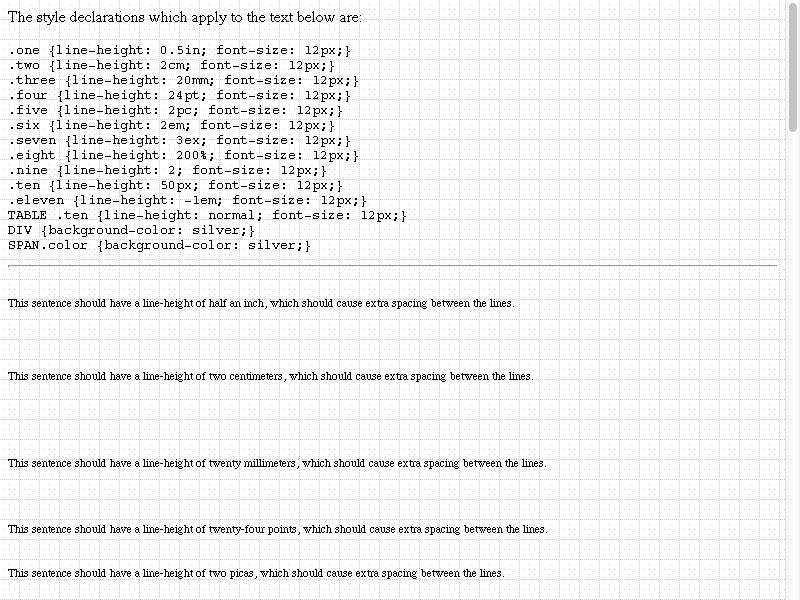 The style declarations which apply to the text below are:
.one {line-height: 0.5in; font-size: 12px;}
.two {line-height: 2cm; font-size: 12px;}
.three {line-height: 20mm; font-size: 12px;}
.four {line-height: 24pt; font-size: 12px;}
.five {line-height: 2pc; font-size: 12px;}
.six {line-height: 2em; font-size: 12px;}
.seven {line-height: 3ex; font-size: 12px;}
.eight {line-height: 200%; font-size: 12px;}
.nine {line-height: 2; font-size: 12px;}
.ten {line-height: 50px; font-size: 12px;}
.eleven {line-height: -1em; font-size: 12px;}
TABLE .ten {line-height: normal; font-size: 12px;}
DIV {background-color: silver;}
SPAN.color {background-color: silver;}
This sentence should have a line-height of half an inch, which should cause extra spacing between the lines.
This sentence should have a line-height of two centimeters, which should cause extra spacing between the lines.
This sentence should have a line-height of twenty millimeters, which should cause extra spacing between the lines.
This sentence should have a line-height of twenty-four points, which should cause extra spacing between the lines.
This sentence should have a line-height of two picas, which should cause extra spacing between the lines.